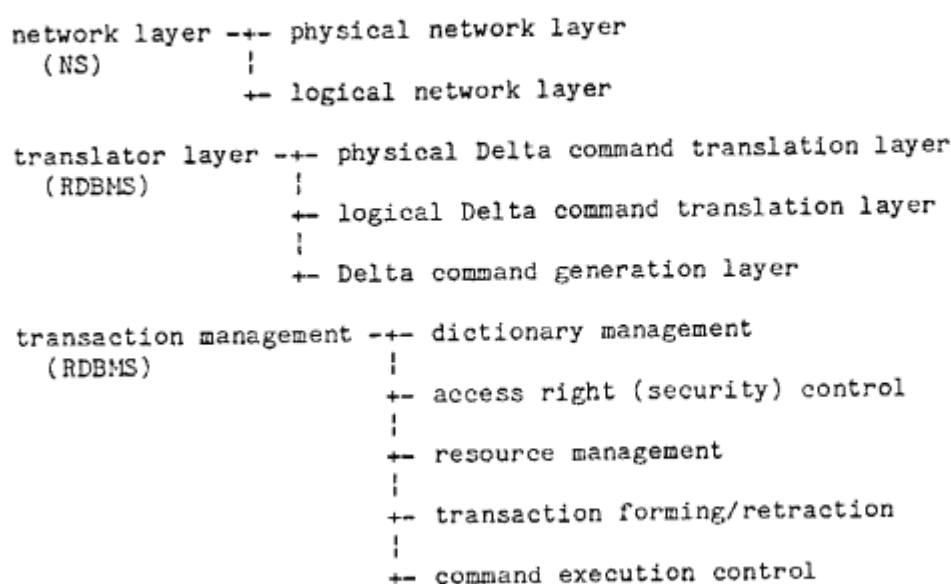 network layer -+- physical network layer
(NS) ¦
+- logical network layer
translator layer -+- physical Delta command translation layer
(RDBMS) ¦
+- logical Delta command translation layer
¦
+- Delta command generation layer
transaction management -+- dictionary management
(RDBMS) ¦
+- access right (security) control
¦
+- resource management
¦
+- transaction forming/retraction
¦
+- command execution control